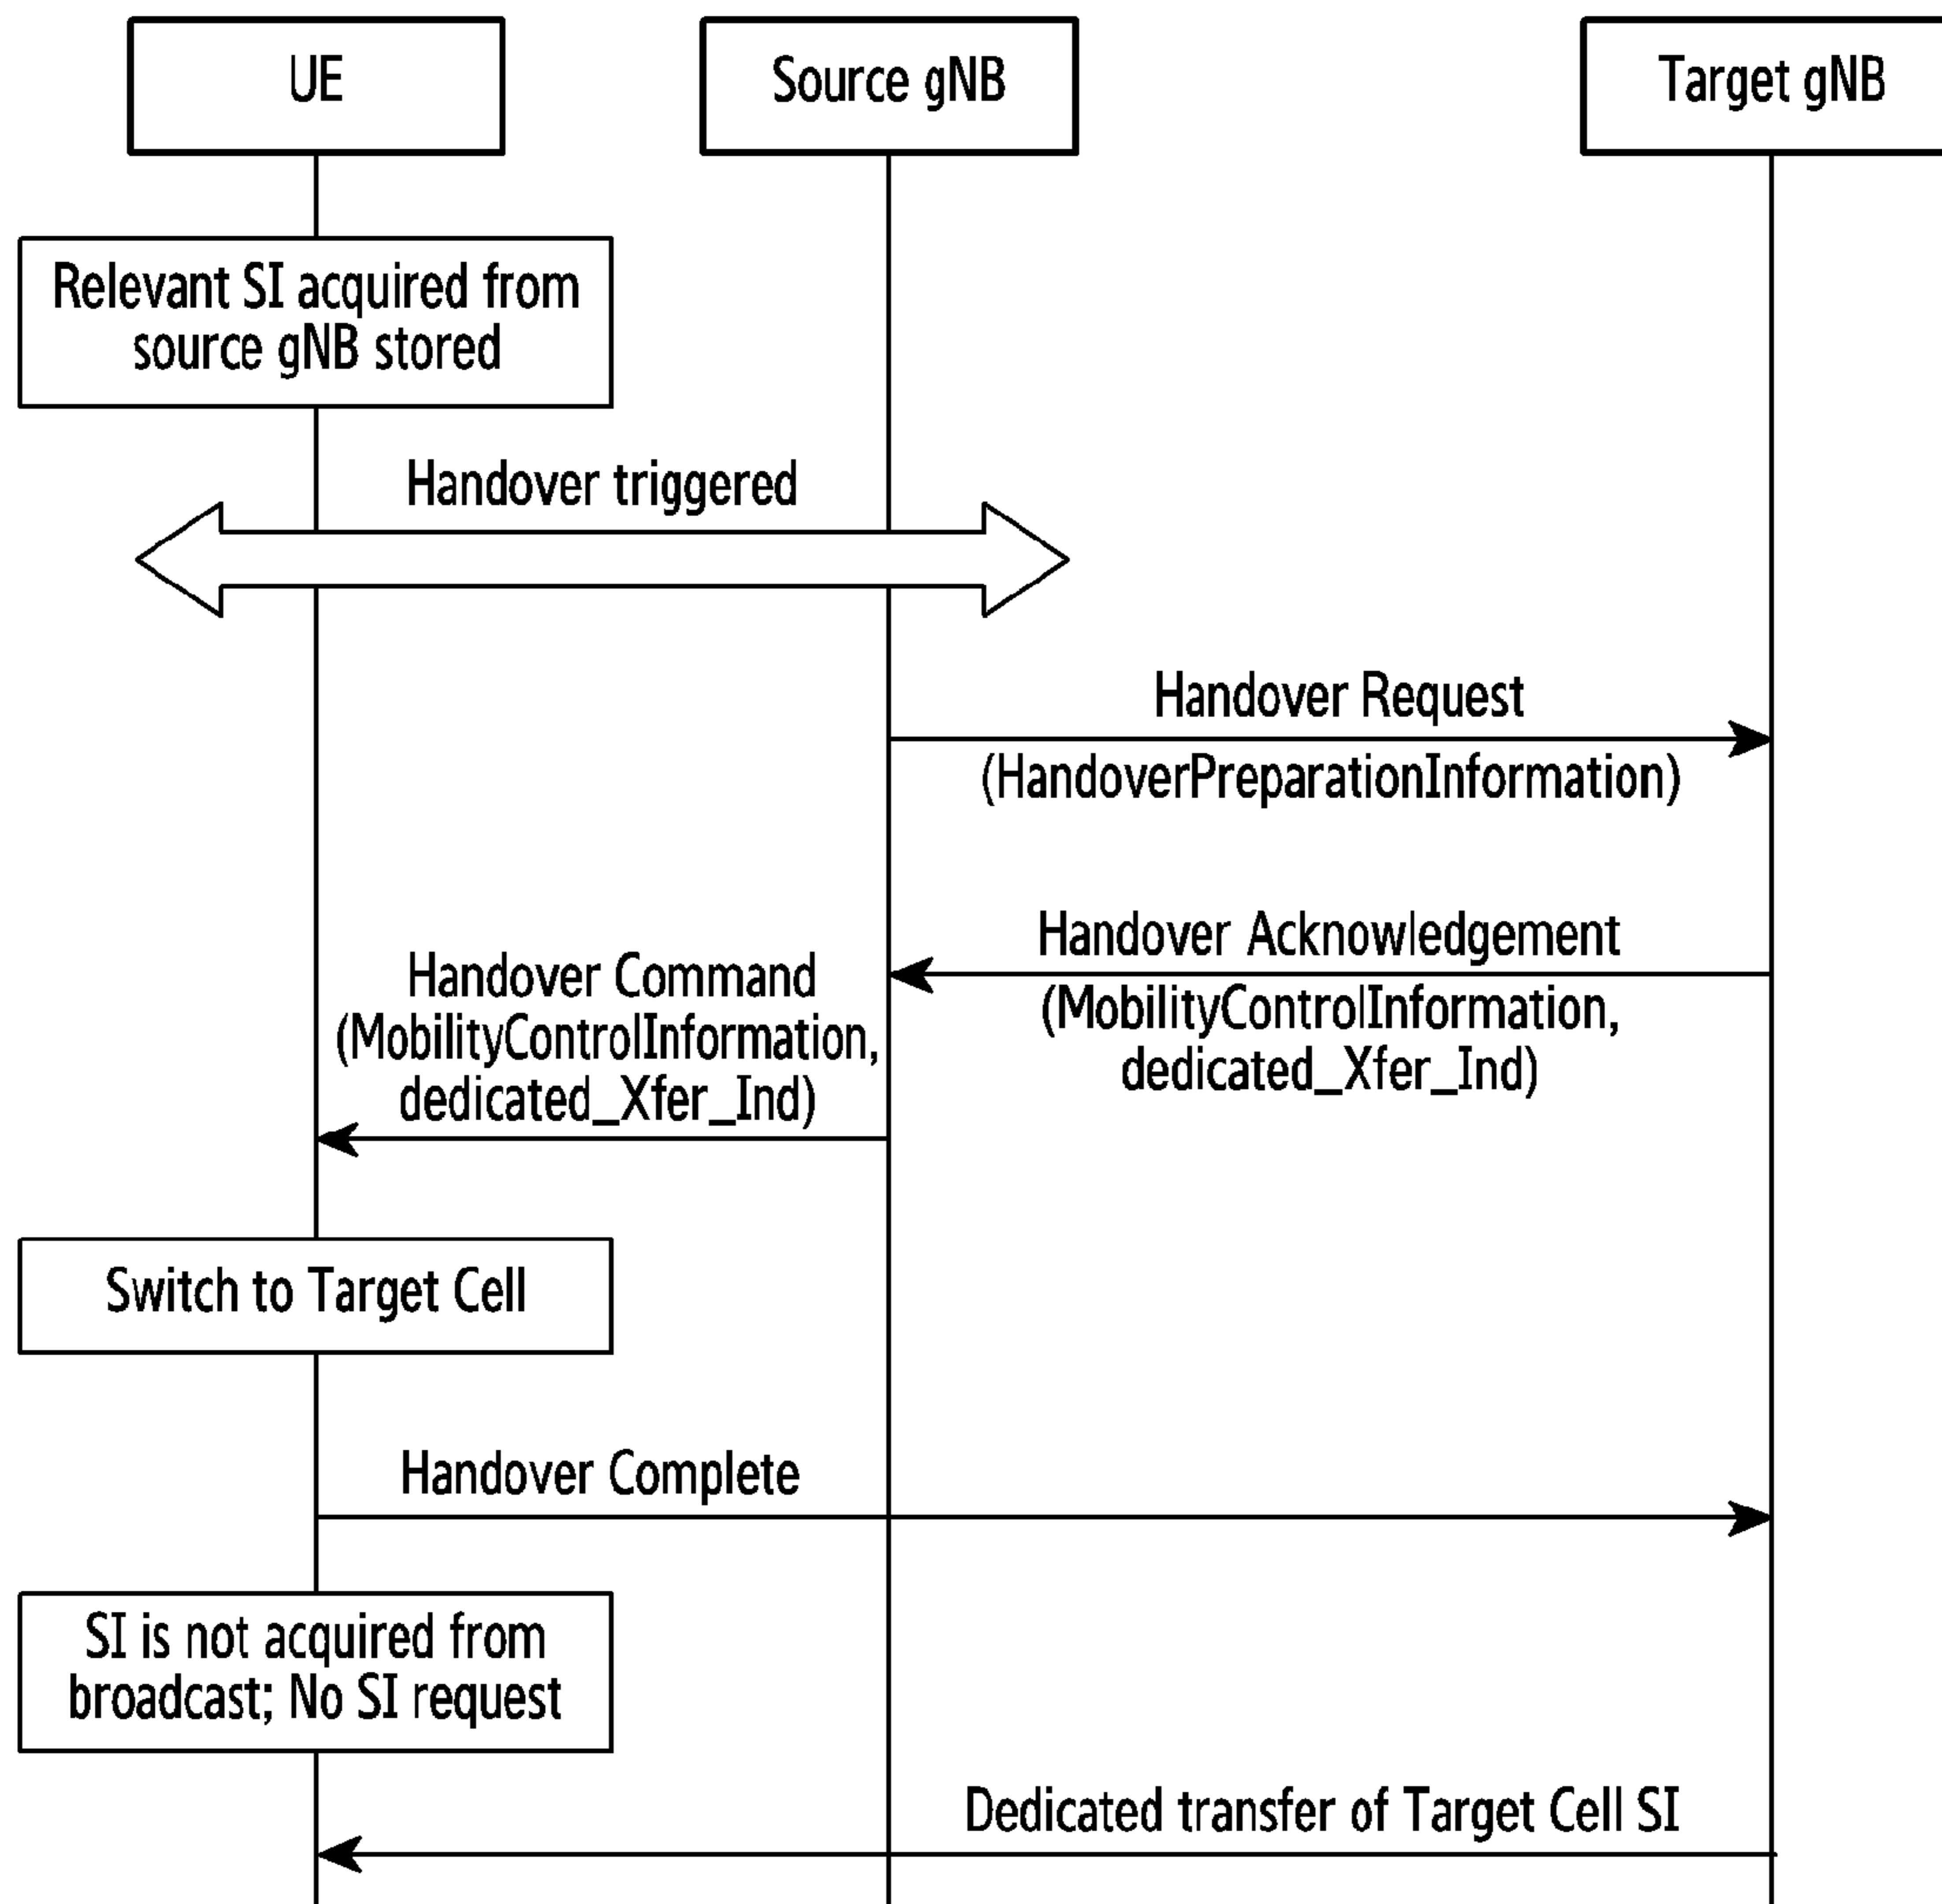 UE
Source gNB
Target gNB
Relevant SI acquired from
source gNB stored
Handover triggered
Handover Request
(HandoverPreparationInformation)
Handover Acknowledgement
(MobilityControlInformation,
dedicated_Xfer_Ind)
Handover Command
(MobilityControlInformation,
dedicated_Xfer_Ind)
Switch to Target Cell
Handover Complete
SI is not acquired from
broadcast; No SI request
Dedicated transfer of Target Cell SI